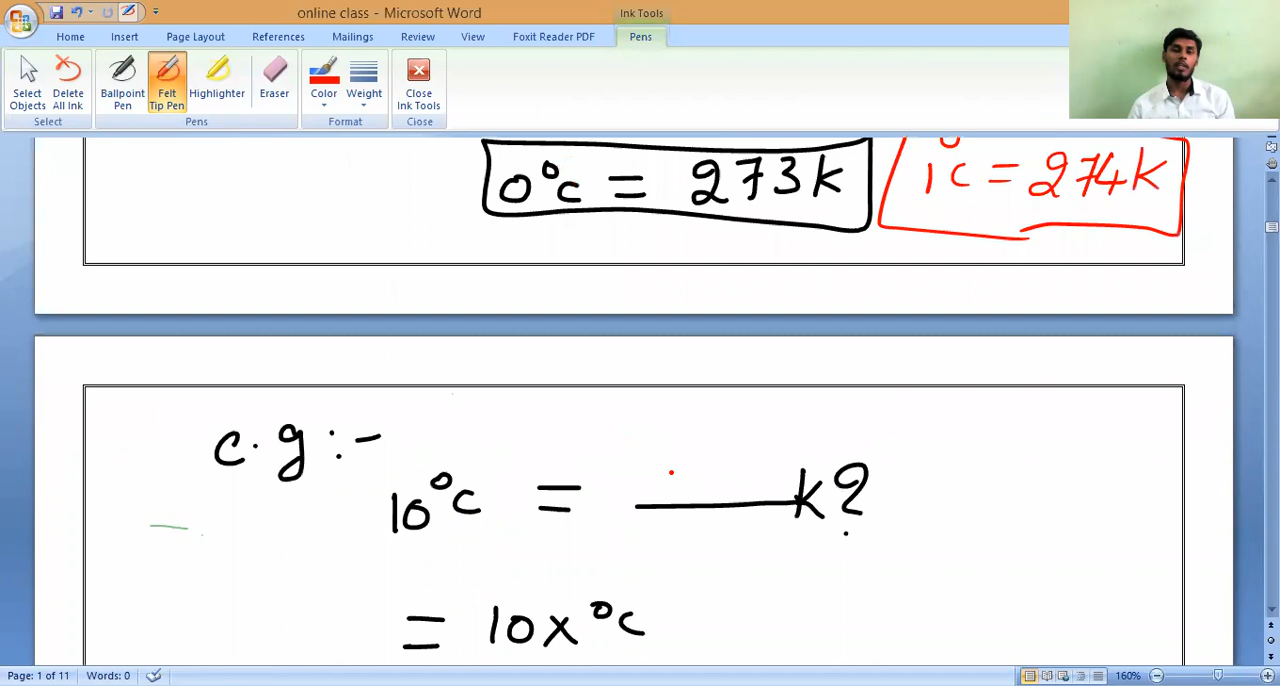 online class - Microsoft Word
Ink Tools
Home Insert Page Layout References Mailings Review View Foxit Reader PDF Pens
Select Objects
Delete All Ink
Ballpoint Pen
Felt Tip Pen
Highlighter
Eraser
Color
Weight
Close Ink Tools
Select Pens Format Close
0°c = 273k
1°c = 274k
e.g :-
10°c = ______ k?
= 10 x °c
Page: 1 of 11 Words: 0 160%